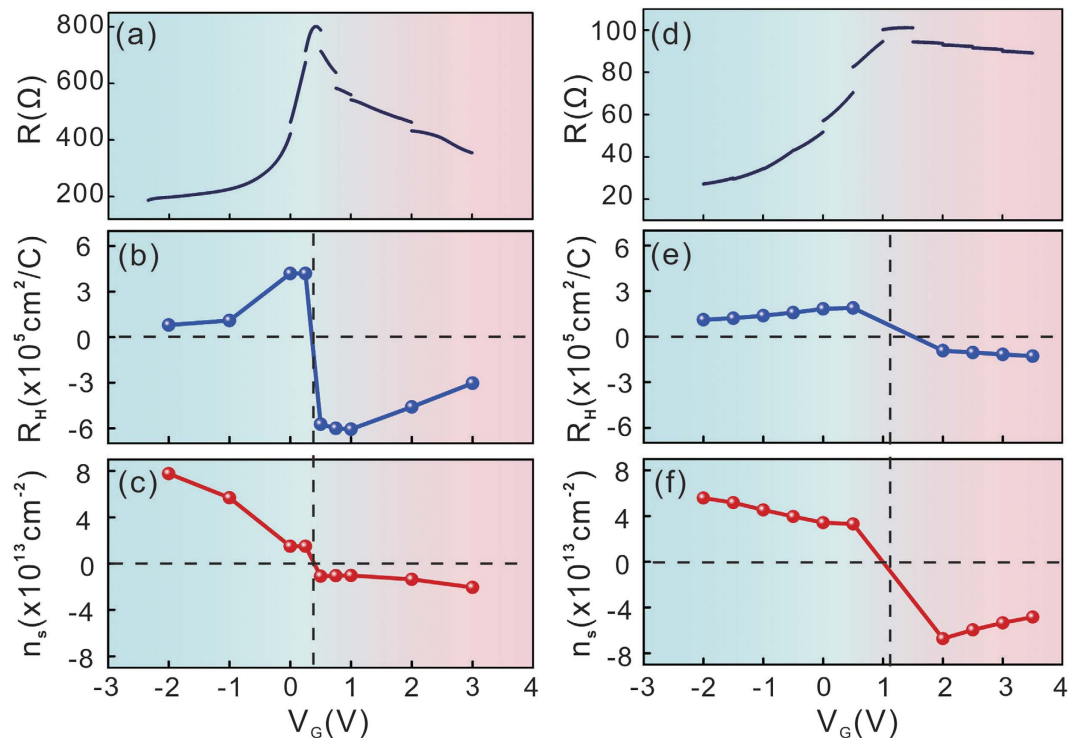 (a)
800
600
400
200
R(Ω)
(b)
6
3
0
-3
-6
R_H(x10^5cm^2/C)
(c)
8
4
0
-4
-8
n_s(x10^13cm^-2)
-3 -2 -1 0 1 2 3 4
V_G(V)
(d)
100
80
60
40
20
R(Ω)
(e)
6
3
0
-3
-6
R_H(x10^5cm^2/C)
(f)
8
4
0
-4
-8
n_s(x10^13cm^-2)
-3 -2 -1 0 1 2 3 4
V_G(V)